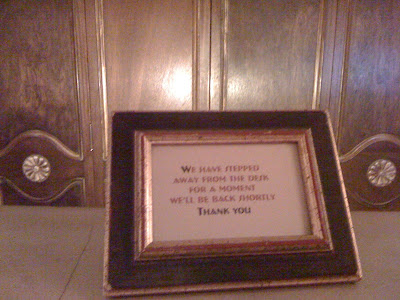 We have stepped
away from the desk
for a moment
we'll be back shortly
Thank you